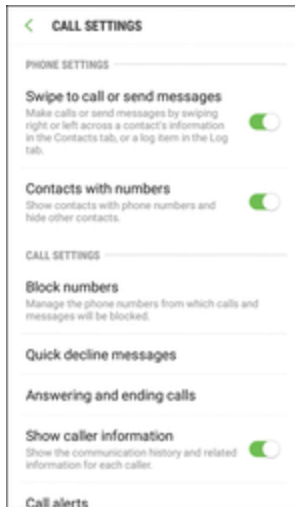 CALL SETTINGS
PHONE SETTINGS
Swipe to call or send messages
Make calls or send messages by swiping
right or left across a contact's information
in the Contacts tab, or a log item in the Log
tab.
Contacts with numbers
Show contacts with phone numbers and
hide other contacts.
CALL SETTINGS
Block numbers
Manage the phone numbers from which calls and
messages will be blocked.
Quick decline messages
Answering and ending calls
Show caller information
Show the communication history and related
information for each caller.
Call alerts